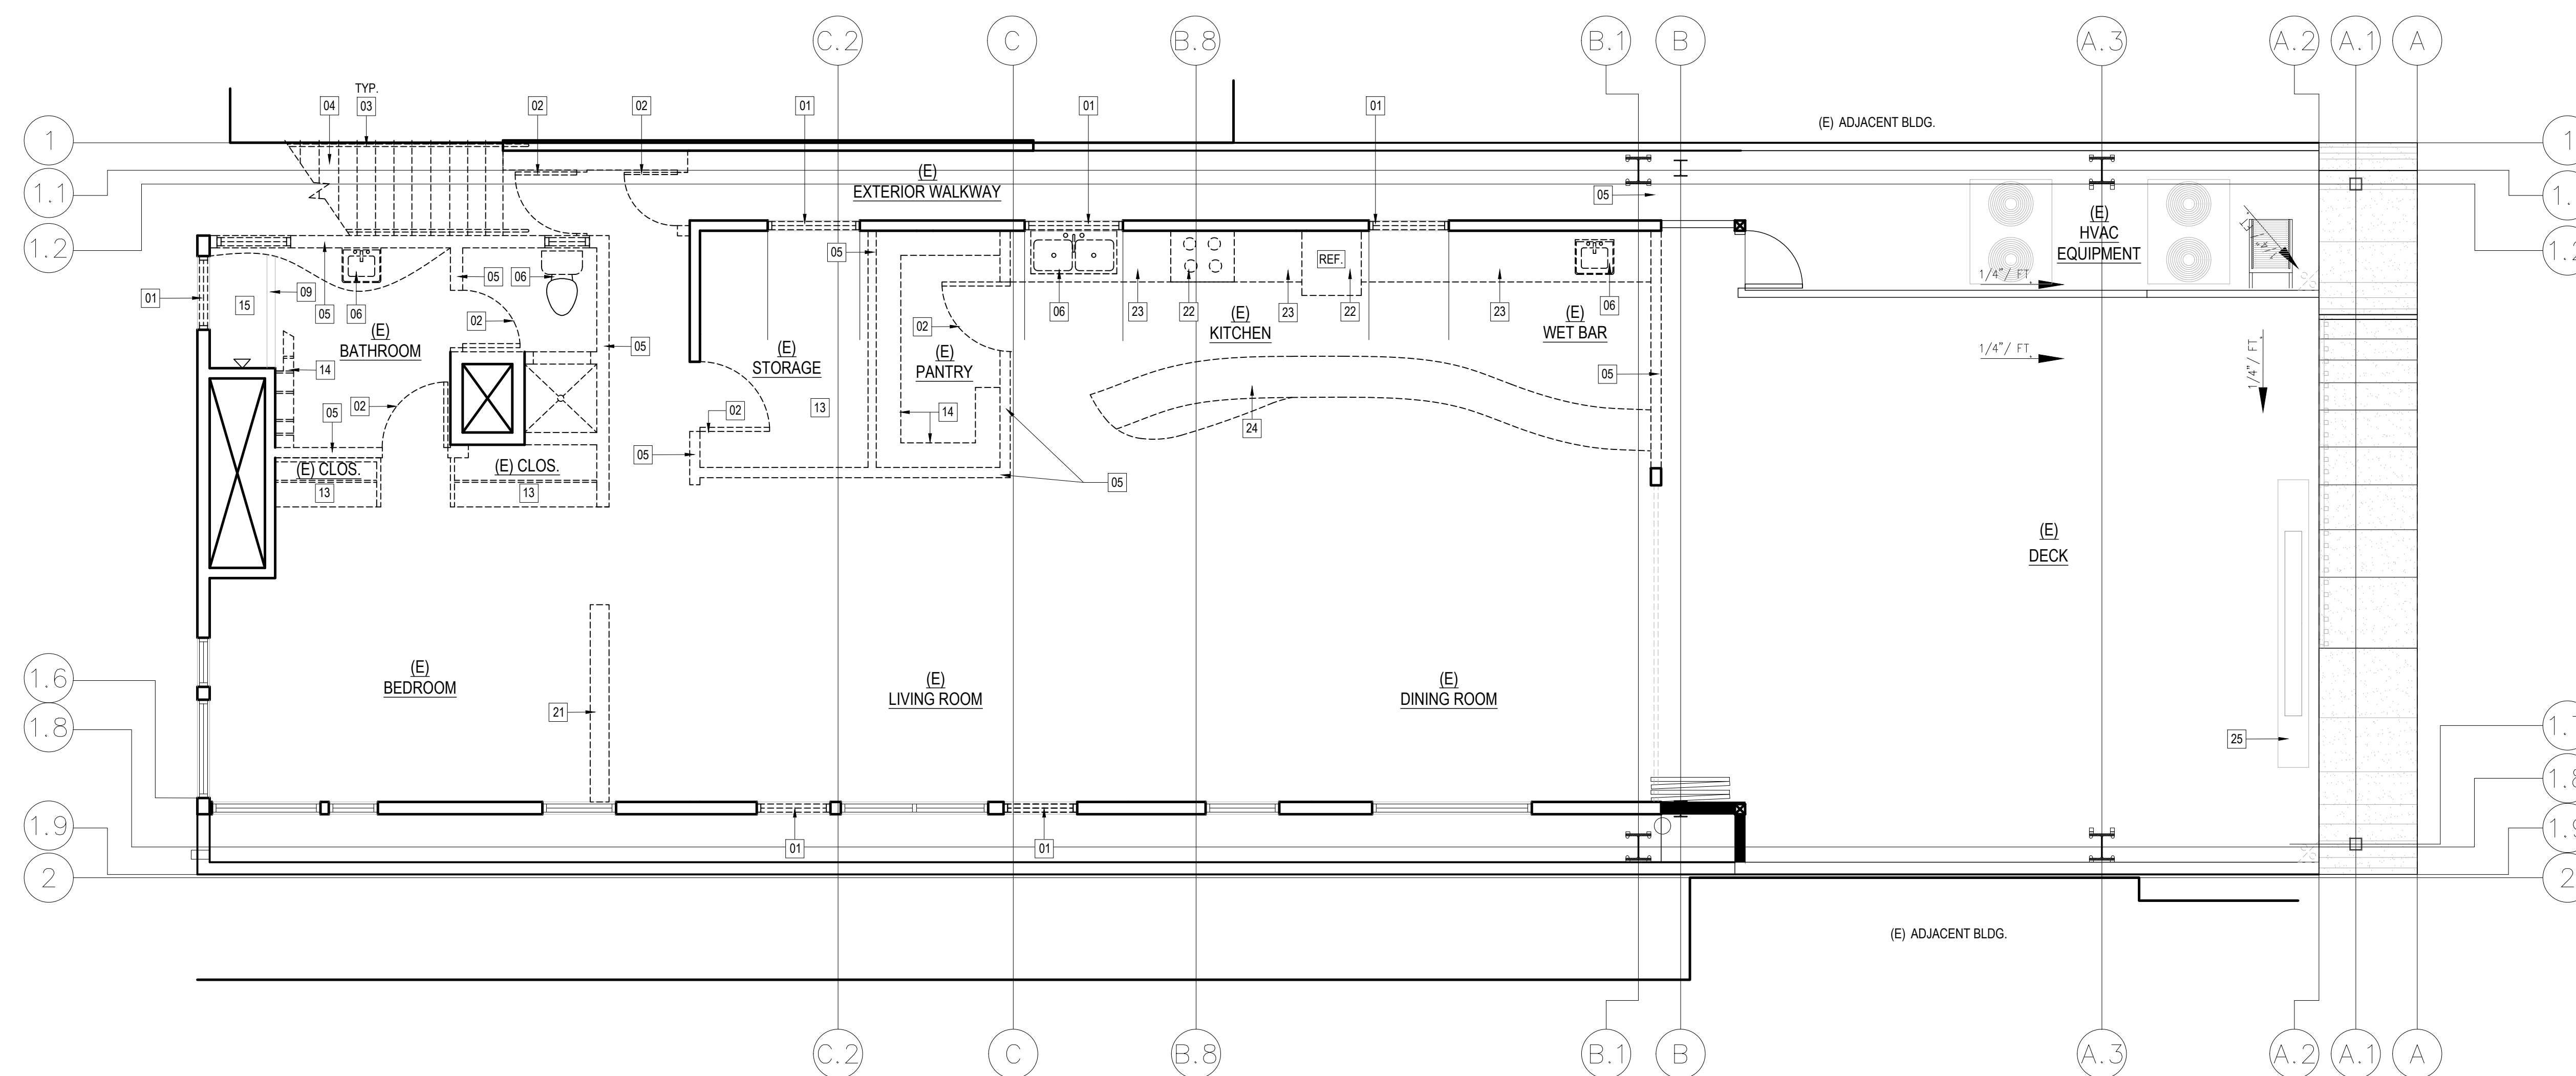 C.2
C
B.8
B.1
B
A.3
A.2
A.1
A
TYP.
04
03
02
02
01
01
01
(E) ADJACENT BLDG.
1
1
1.1
1.2
(E)
EXTERIOR WALKWAY
05
(E)
HVAC
EQUIPMENT
1/4"/ FT.
05
05
06
REF.
01
15
09
05
06
02
06
23
22
23
22
23
06
(E)
BATHROOM
02
(E)
KITCHEN
(E)
WET BAR
05
(E)
STORAGE
(E)
PANTRY
1/4"/ FT.
1/4"/ FT.
14
05
02
02
13
14
24
05
05
(E) CLOS.
(E) CLOS.
13
13
05
(E)
DECK
1.6
(E)
BEDROOM
(E)
LIVING ROOM
(E)
DINING ROOM
21
1.8
25
1.9
01
01
2
2
(E) ADJACENT BLDG.
C.2
C
B.8
B.1
B
A.3
A.2
A.1
A